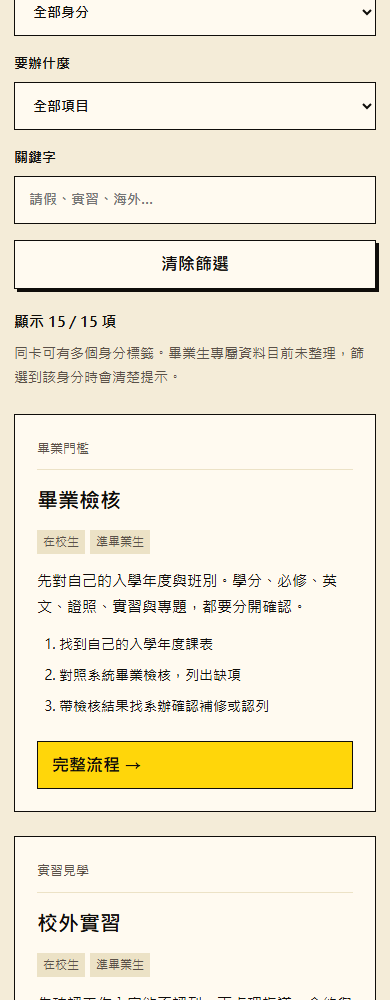 全部身分
要辦什麼
全部項目
關鍵字
請假、實習、海外...
清除篩選
顯示 15 / 15 項
同卡可有多個身分標籤。畢業生專屬資料目前未整理，篩
選到該身分時會清楚提示。
畢業門檻
畢業檢核
在校生 準畢業生
先對自己的入學年度與班別。學分、必修、英
文、證照、實習與專題，都要分開確認。
1. 找到自己的入學年度課表
2. 對照系統畢業檢核，列出缺項
3. 帶檢核結果找系辦確認補修或認列
完整流程 →
實習見學
校外實習
在校生 準畢業生